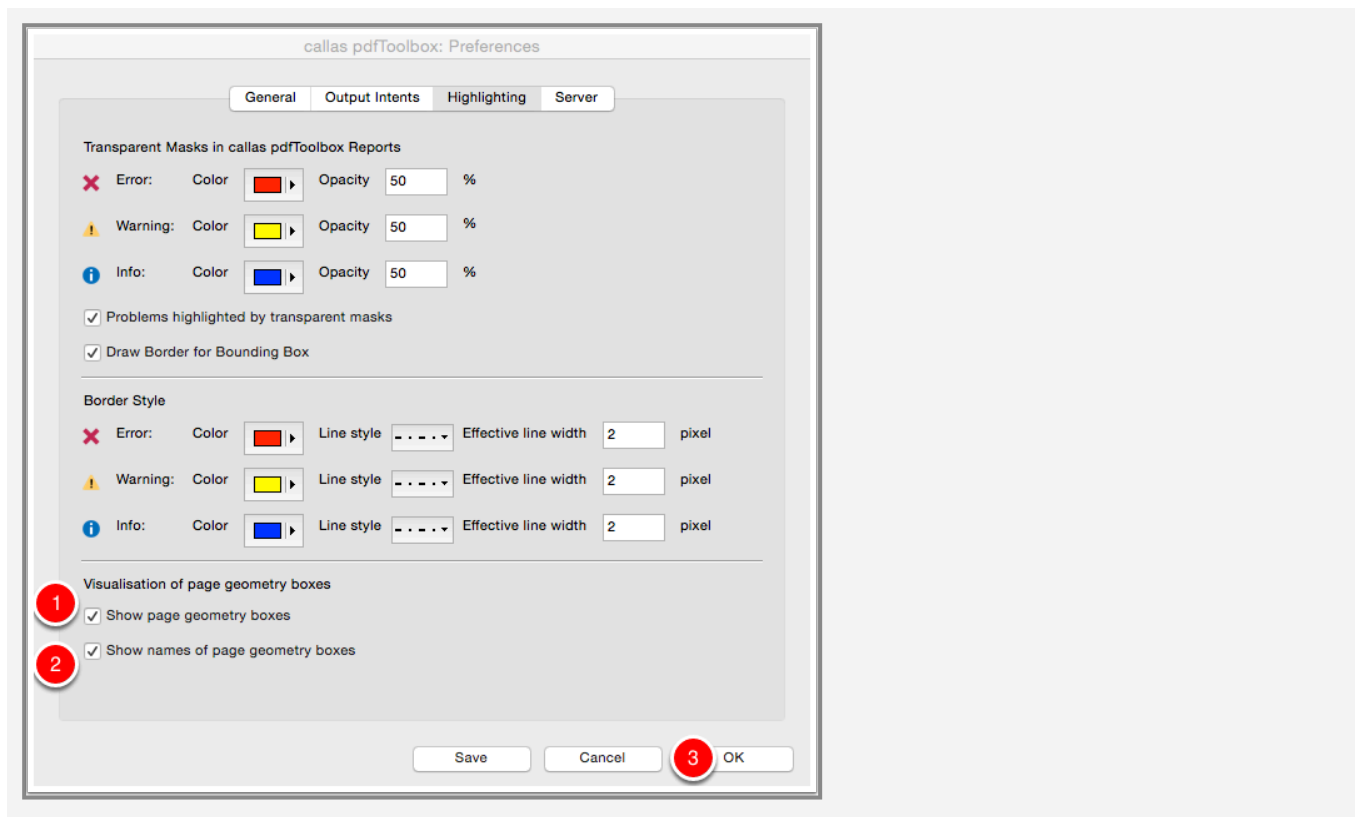 callas pdfToolbox: Preferences
General Output Intents Highlighting Server
Transparent Masks in callas pdfToolbox Reports
Error: Color Opacity 50 %
Warning: Color Opacity 50 %
Info: Color Opacity 50 %
Problems highlighted by transparent masks
Draw Border for Bounding Box
Border Style
Error: Color Line style Effective line width 2 pixel
Warning: Color Line style Effective line width 2 pixel
Info: Color Line style Effective line width 2 pixel
Visualisation of page geometry boxes
1 Show page geometry boxes
2 Show names of page geometry boxes
Save Cancel 3 OK